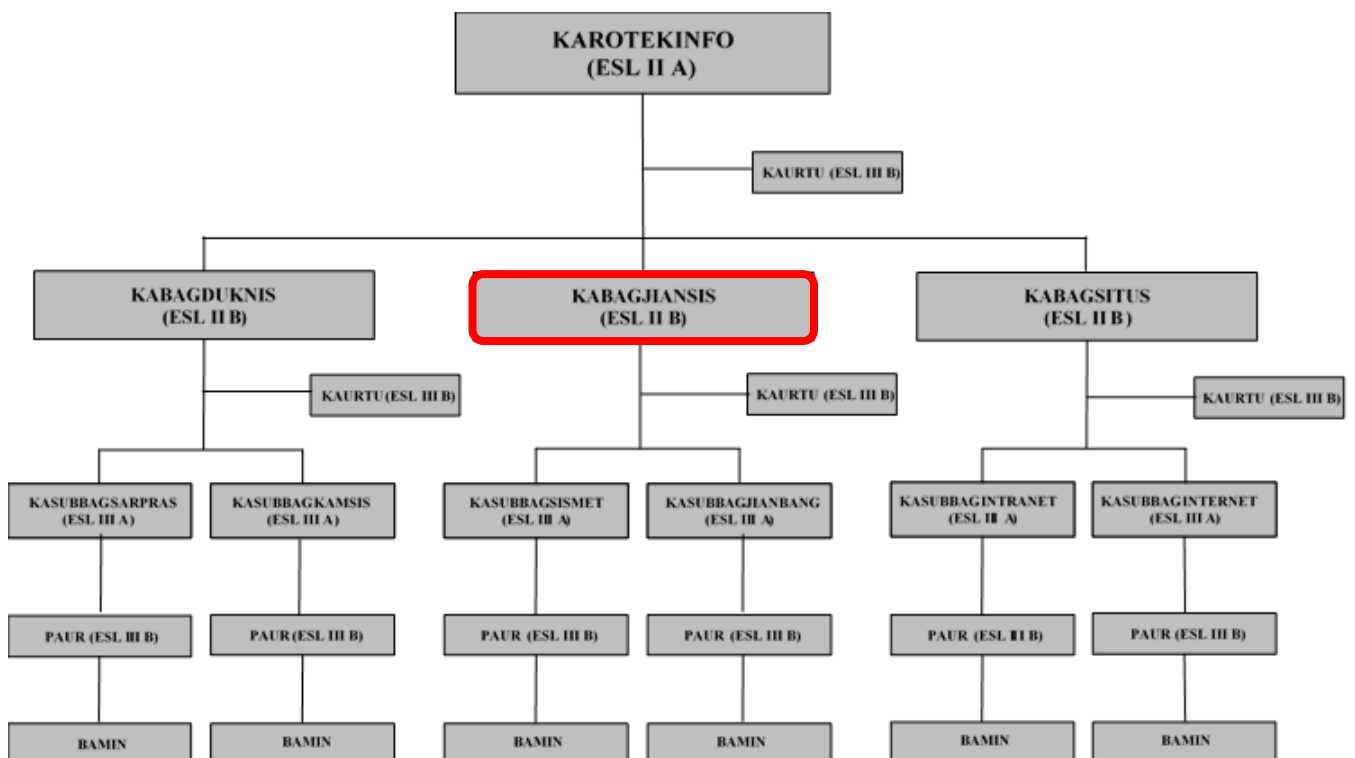 KAROTEKINFO
(ESL II A)
KAURTU (ESL III B)
KABAGDUKNIS
(ESL II B)
KABAGJIANSIS
(ESL II B)
KABAGSITUS
(ESL II B)
KAURTU(ESL III B)
KAURTU (ESL III B)
KAURTU (ESL III B)
KASUBBAGSARPRAS
(ESL III A)
KASUBBAGKAMSIS
(ESL III A)
KASUBBAGSISMET
(ESL III A)
KASUBBAGJIANBANG
(ESL III A)
KASUBBAGINTRANET
(ESL III A)
KASUBBAGINTERNET
(ESL III A)
PAUR (ESL III B)
PAUR (ESL III B)
PAUR (ESL III B)
PAUR (ESL III B)
PAUR (ESL III B)
PAUR (ESL III B)
BAMIN
BAMIN
BAMIN
BAMIN
BAMIN
BAMIN